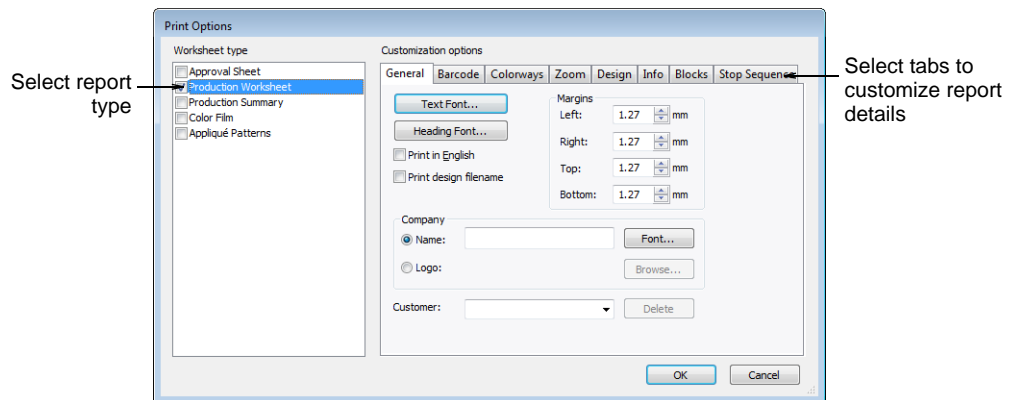 Print Options
Worksheet type
Customization options
Approval Sheet
Production Worksheet
Production Summary
Color Film
Appliqué Patterns
General Barcode Colorways Zoom Design Info Blocks Stop Sequence
Text Font...
Heading Font...
Print in English
Print design filename
Margins
Left: 1.27 mm
Right: 1.27 mm
Top: 1.27 mm
Bottom: 1.27 mm
Company
Name: Font...
Logo: Browse...
Customer: Delete
OK Cancel
Select report
type
Select tabs to
customize report
details